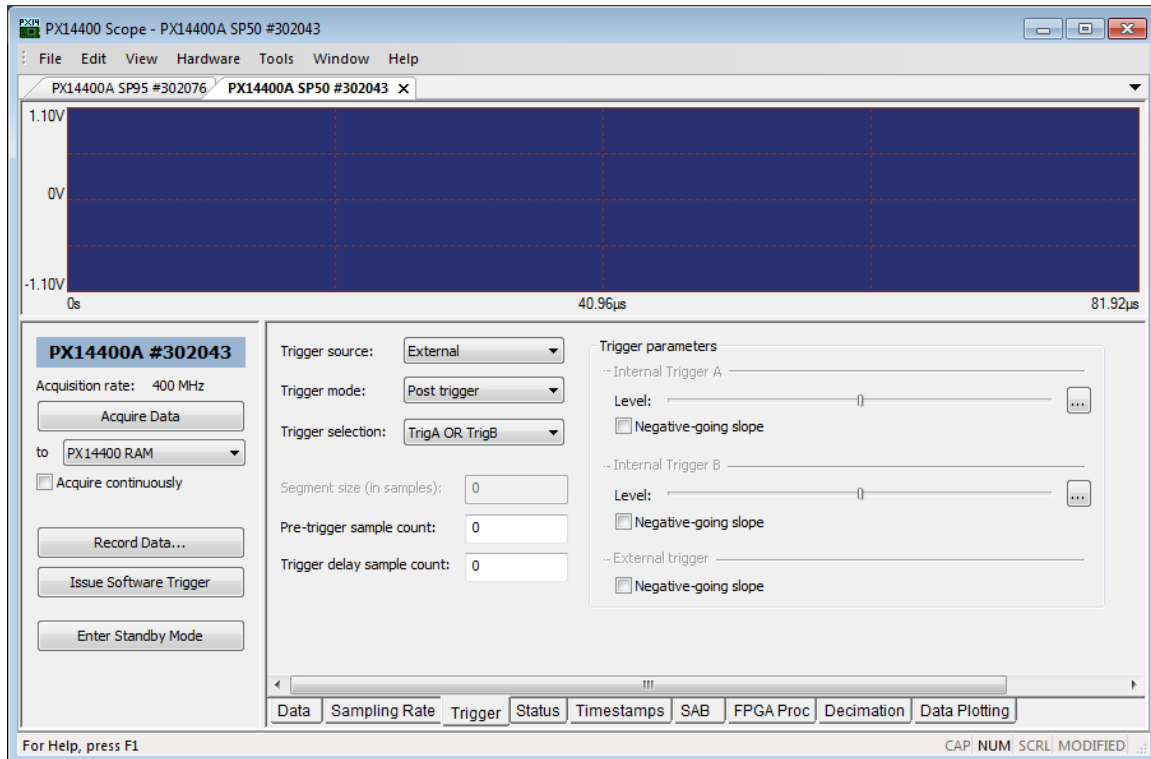 PX14400 Scope - PX14400A SP50 #302043
File Edit View Hardware Tools Window Help
PX14400A SP95 #302076 PX14400A SP50 #302043
1.10V
0V
-1.10V
0s 40.96µs 81.92µs
PX14400A #302043
Acquisition rate: 400 MHz
Acquire Data
to PX14400 RAM
Acquire continuously
Record Data...
Issue Software Trigger
Enter Standby Mode
Trigger source: External
Trigger mode: Post trigger
Trigger selection: TrigA OR TrigB
Segment size (in samples): 0
Pre-trigger sample count: 0
Trigger delay sample count: 0
Trigger parameters
Internal Trigger A
Level: ...
Negative-going slope
Internal Trigger B
Level: ...
Negative-going slope
External trigger
Negative-going slope
Data Sampling Rate Trigger Status Timestamps SAB FPGA Proc Decimation Data Plotting
For Help, press F1 CAP NUM SCRL MODIFIED